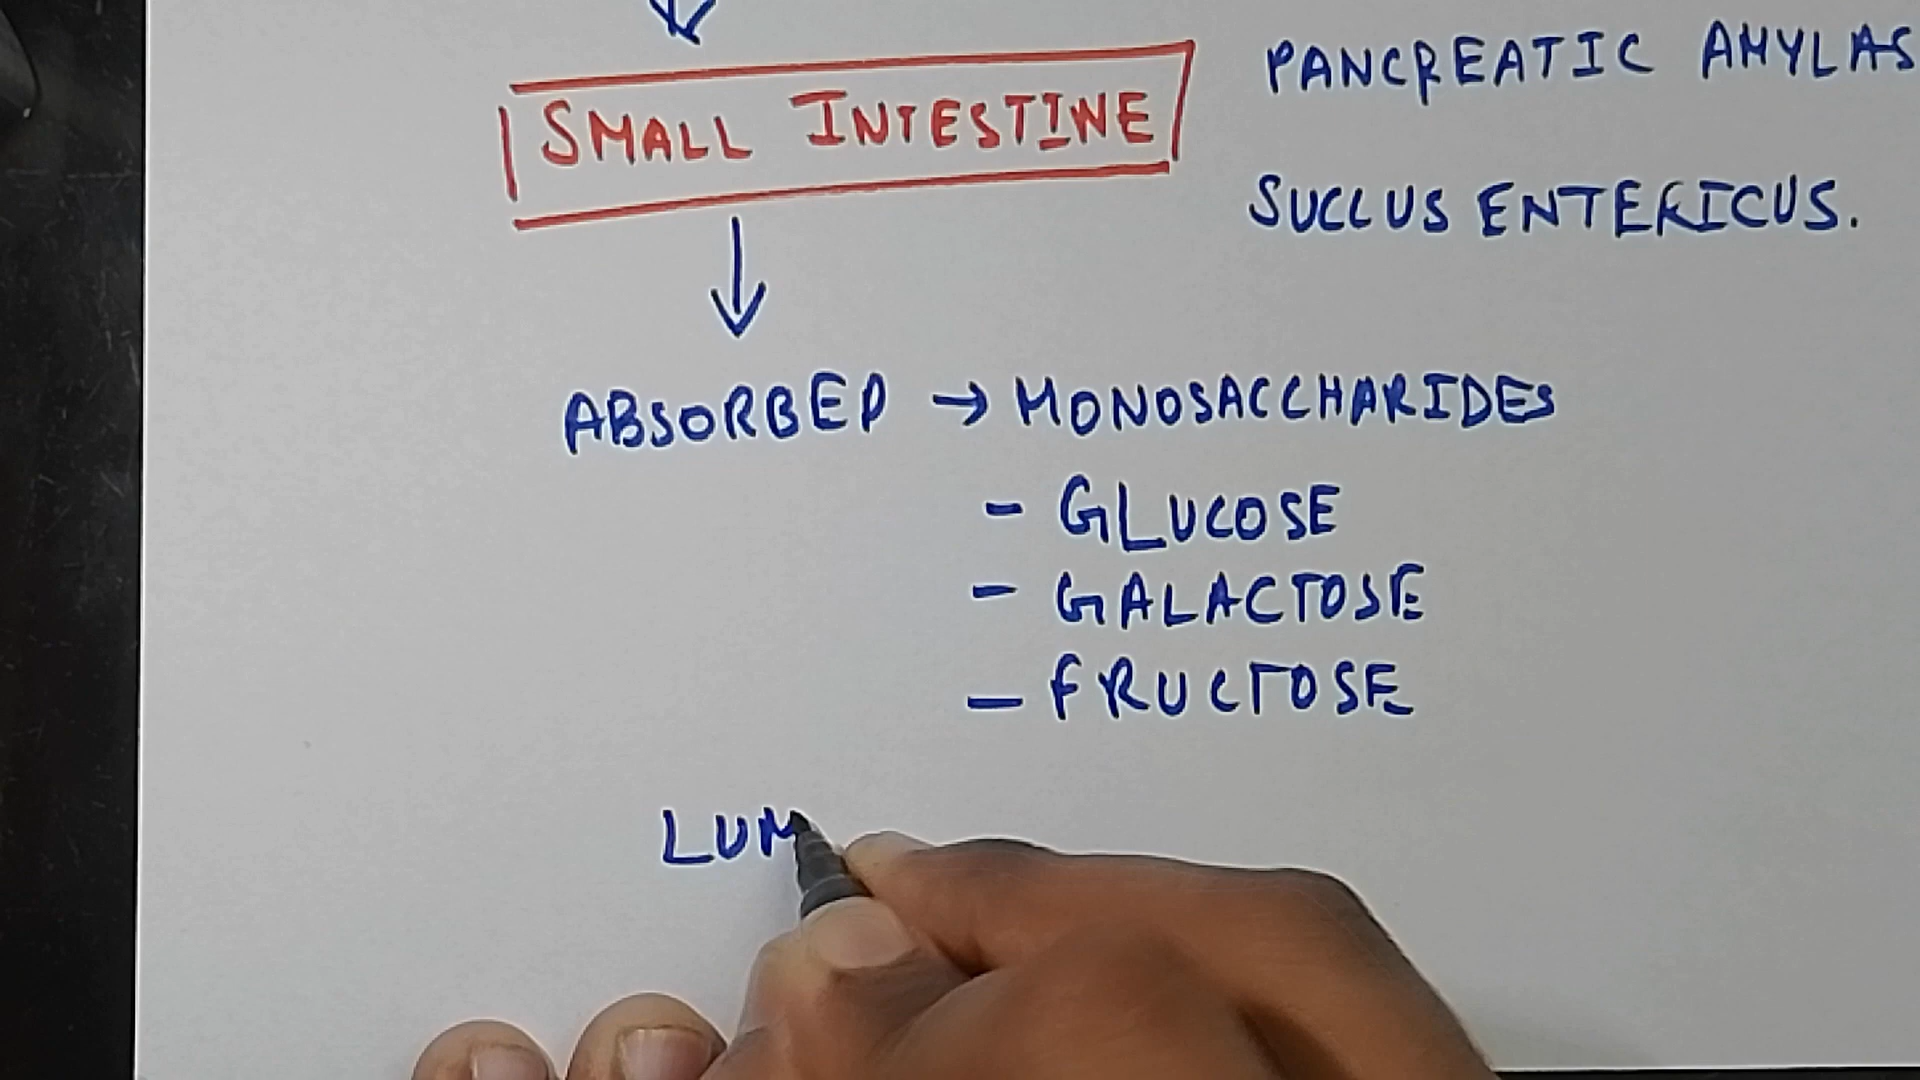 PANCREATIC AMYLAS
SMALL INTESTINE
SUCCUS ENTERICUS.
ABSORBED → MONOSACCHARIDES
- GLUCOSE
- GALACTOSE
- FRUCTOSE
LUM